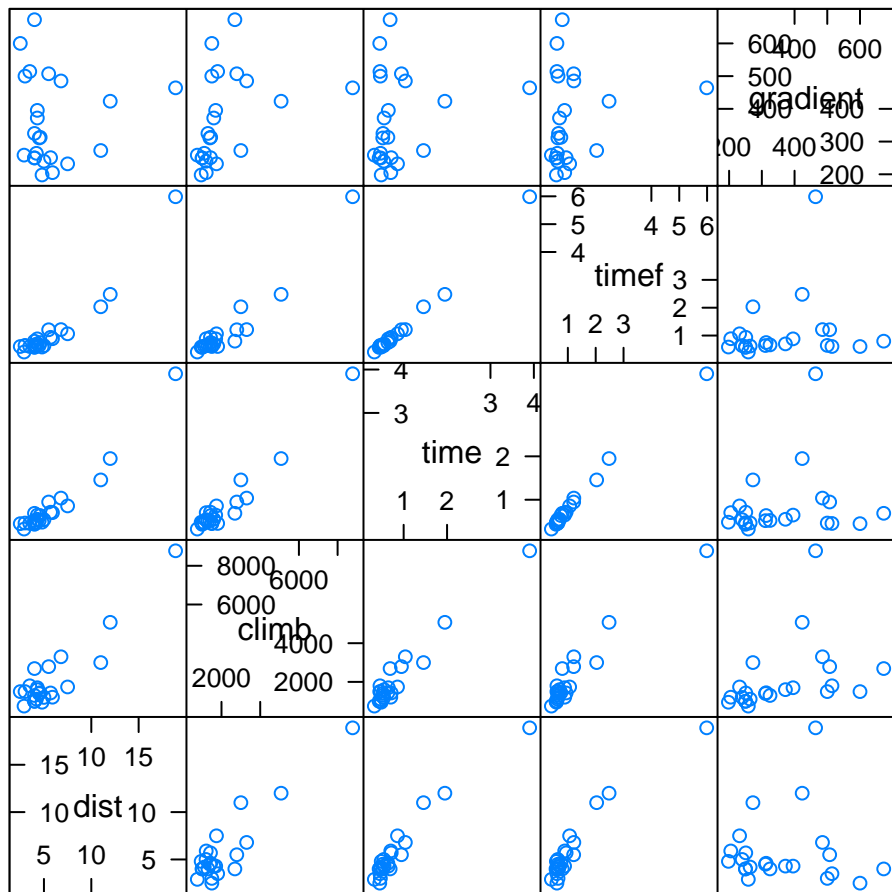 600 400 600
500
gradient
400 400
300
200 400
200
6
5 4 5 6
4
timef 3
2
1 2 3 1
4
3 3 4
time 2
1 2 1
8000 6000
6000
climb 4000
2000 2000
15 10 15
10 dist 10
5 10 5